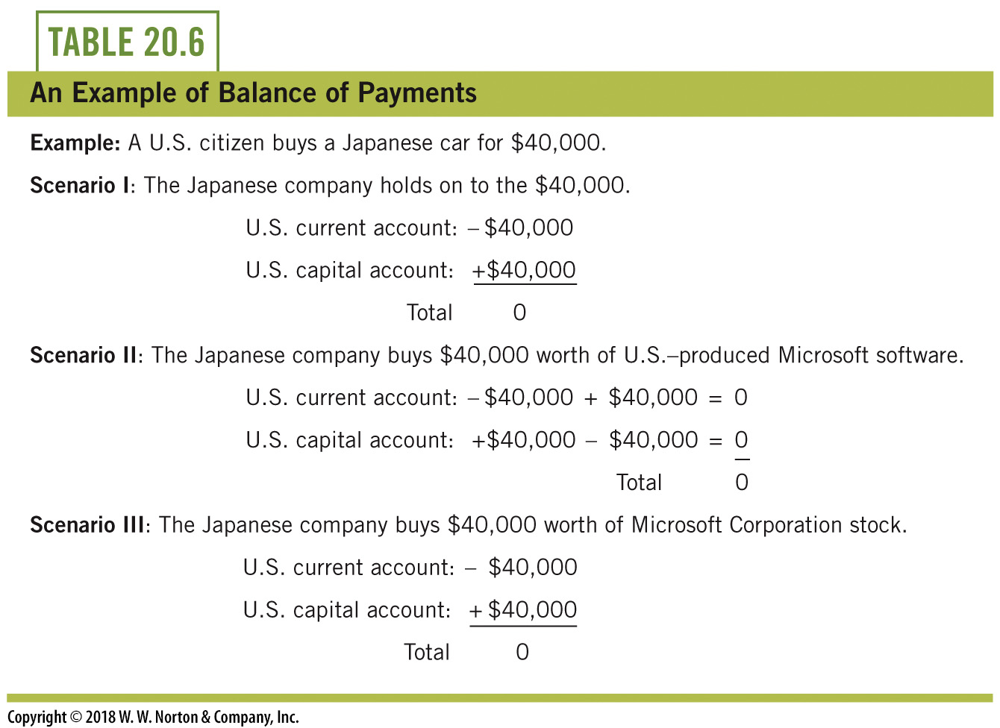 TABLE 20.6
An Example of Balance of Payments
Example: A U.S. citizen buys a Japanese car for $40,000.
Scenario I: The Japanese company holds on to the $40,000.
U.S. current account: – $40,000
U.S. capital account: +$40,000
Total 0
Scenario II: The Japanese company buys $40,000 worth of U.S.–produced Microsoft software.
U.S. current account: – $40,000 + $40,000 = 0
U.S. capital account: +$40,000 – $40,000 = 0
Total 0
Scenario III: The Japanese company buys $40,000 worth of Microsoft Corporation stock.
U.S. current account: – $40,000
U.S. capital account: + $40,000
Total 0
Copyright © 2018 W. W. Norton & Company, Inc.